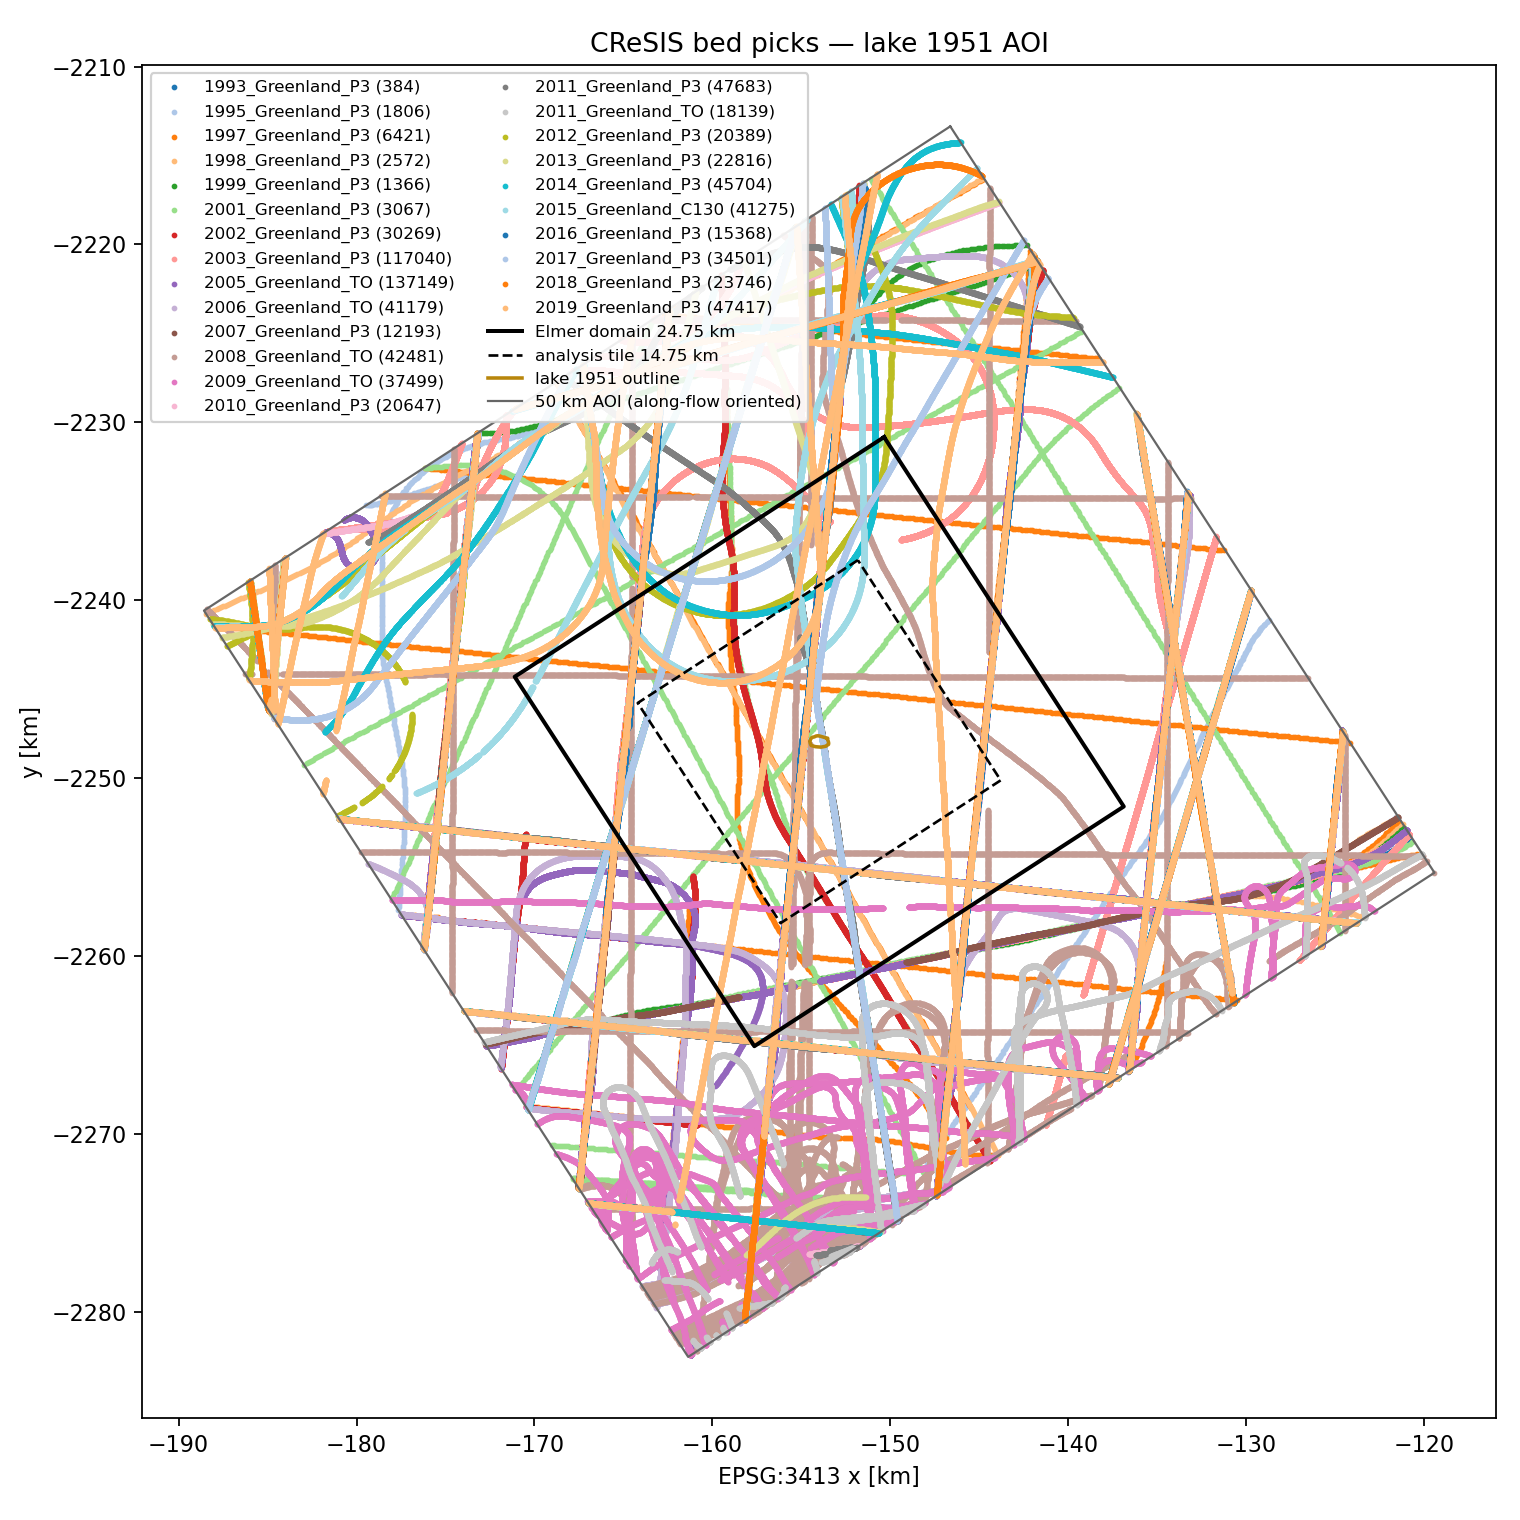 CReSIS bed picks — lake 1951 AOI
1993_Greenland_P3 (384)
1995_Greenland_P3 (1806)
1997_Greenland_P3 (6421)
1998_Greenland_P3 (2572)
1999_Greenland_P3 (1366)
2001_Greenland_P3 (3067)
2002_Greenland_P3 (30269)
2003_Greenland_P3 (117040)
2005_Greenland_TO (137149)
2006_Greenland_TO (41179)
2007_Greenland_P3 (12193)
2008_Greenland_TO (42481)
2009_Greenland_TO (37499)
2010_Greenland_P3 (20647)
2011_Greenland_P3 (47683)
2011_Greenland_TO (18139)
2012_Greenland_P3 (20389)
2013_Greenland_P3 (22816)
2014_Greenland_P3 (45704)
2015_Greenland_C130 (41275)
2016_Greenland_P3 (15368)
2017_Greenland_P3 (34501)
2018_Greenland_P3 (23746)
2019_Greenland_P3 (47417)
Elmer domain 24.75 km
analysis tile 14.75 km
lake 1951 outline
50 km AOI (along-flow oriented)
−2210
−2220
−2230
−2240
−2250
−2260
−2270
−2280
y [km]
−190 −180 −170 −160 −150 −140 −130 −120
EPSG:3413 x [km]